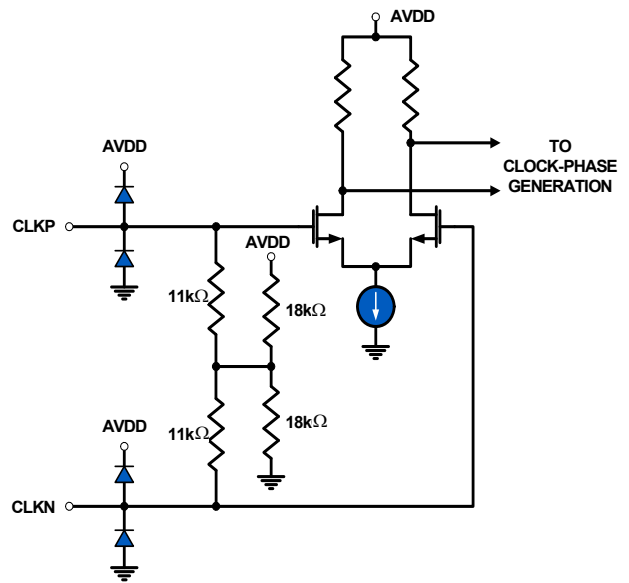 AVDD
TO
CLOCK-PHASE
GENERATION
AVDD
CLKP
AVDD
11kΩ
18kΩ
11kΩ
18kΩ
AVDD
CLKN